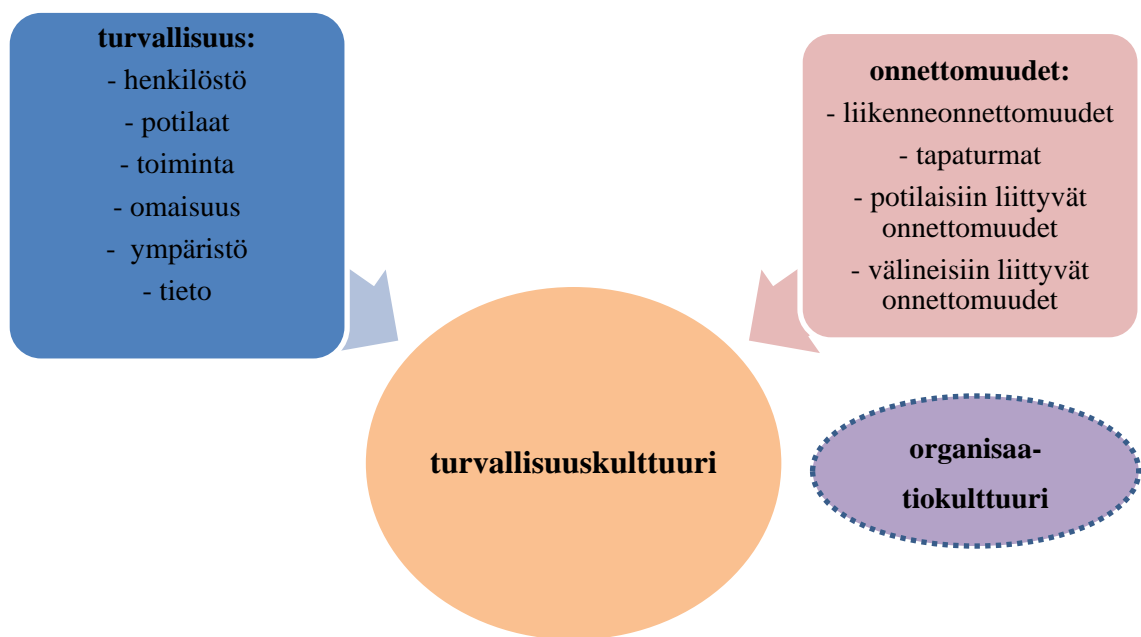 turvallisuus:
- henkilöstö
- potilaat
- toiminta
- omaisuus
- ympäristö
- tieto
onnettomuudet:
- liikenneonnettomuudet
- tapaturmat
- potilaisiin liittyvät
onnettomuudet
- välineisiin liittyvät
onnettomuudet
turvallisuuskulttuuri
organisaa-
tiokulttuuri